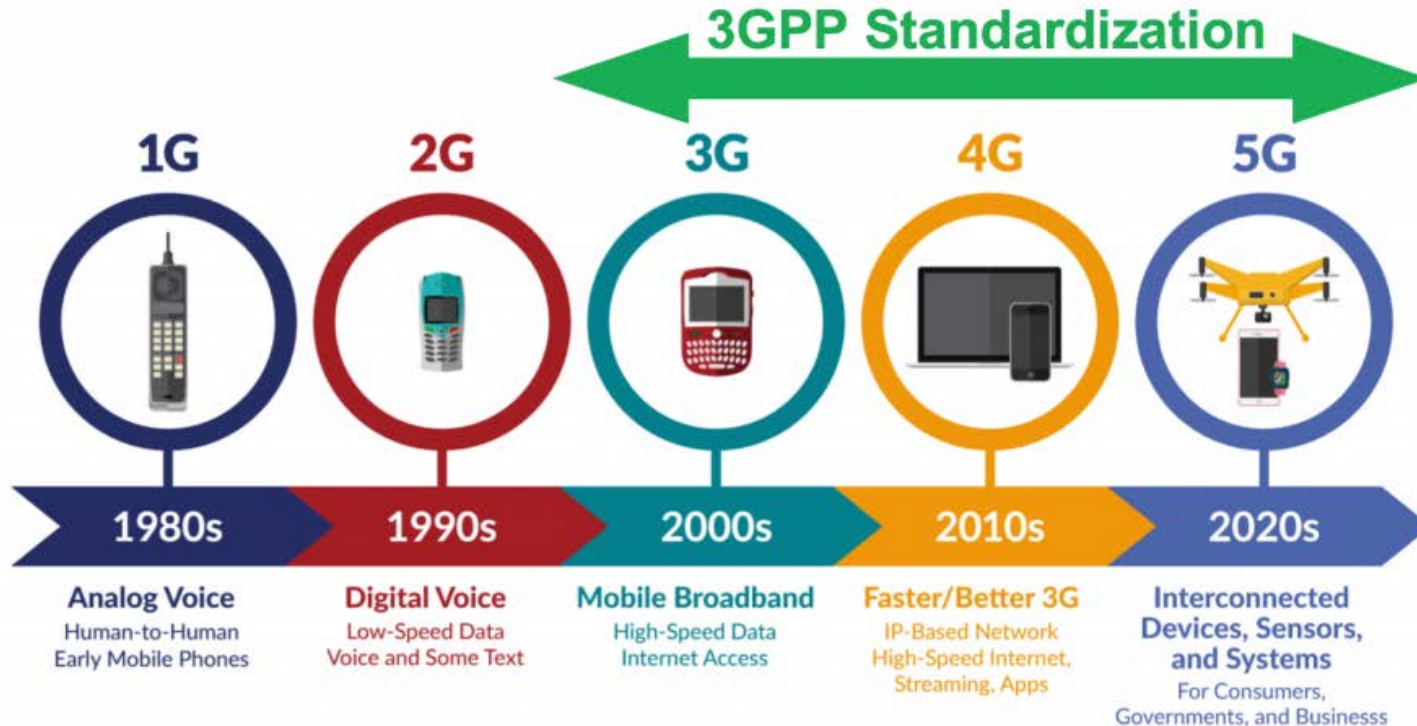 3GPP Standardization
1G
2G
3G
4G
5G
1980s
1990s
2000s
2010s
2020s
Analog Voice
Human-to-Human
Early Mobile Phones
Digital Voice
Low-Speed Data
Voice and Some Text
Mobile Broadband
High-Speed Data
Internet Access
Faster/Better 3G
IP-Based Network
High-Speed Internet,
Streaming, Apps
Interconnected
Devices, Sensors,
and Systems
For Consumers,
Governments, and Businesss